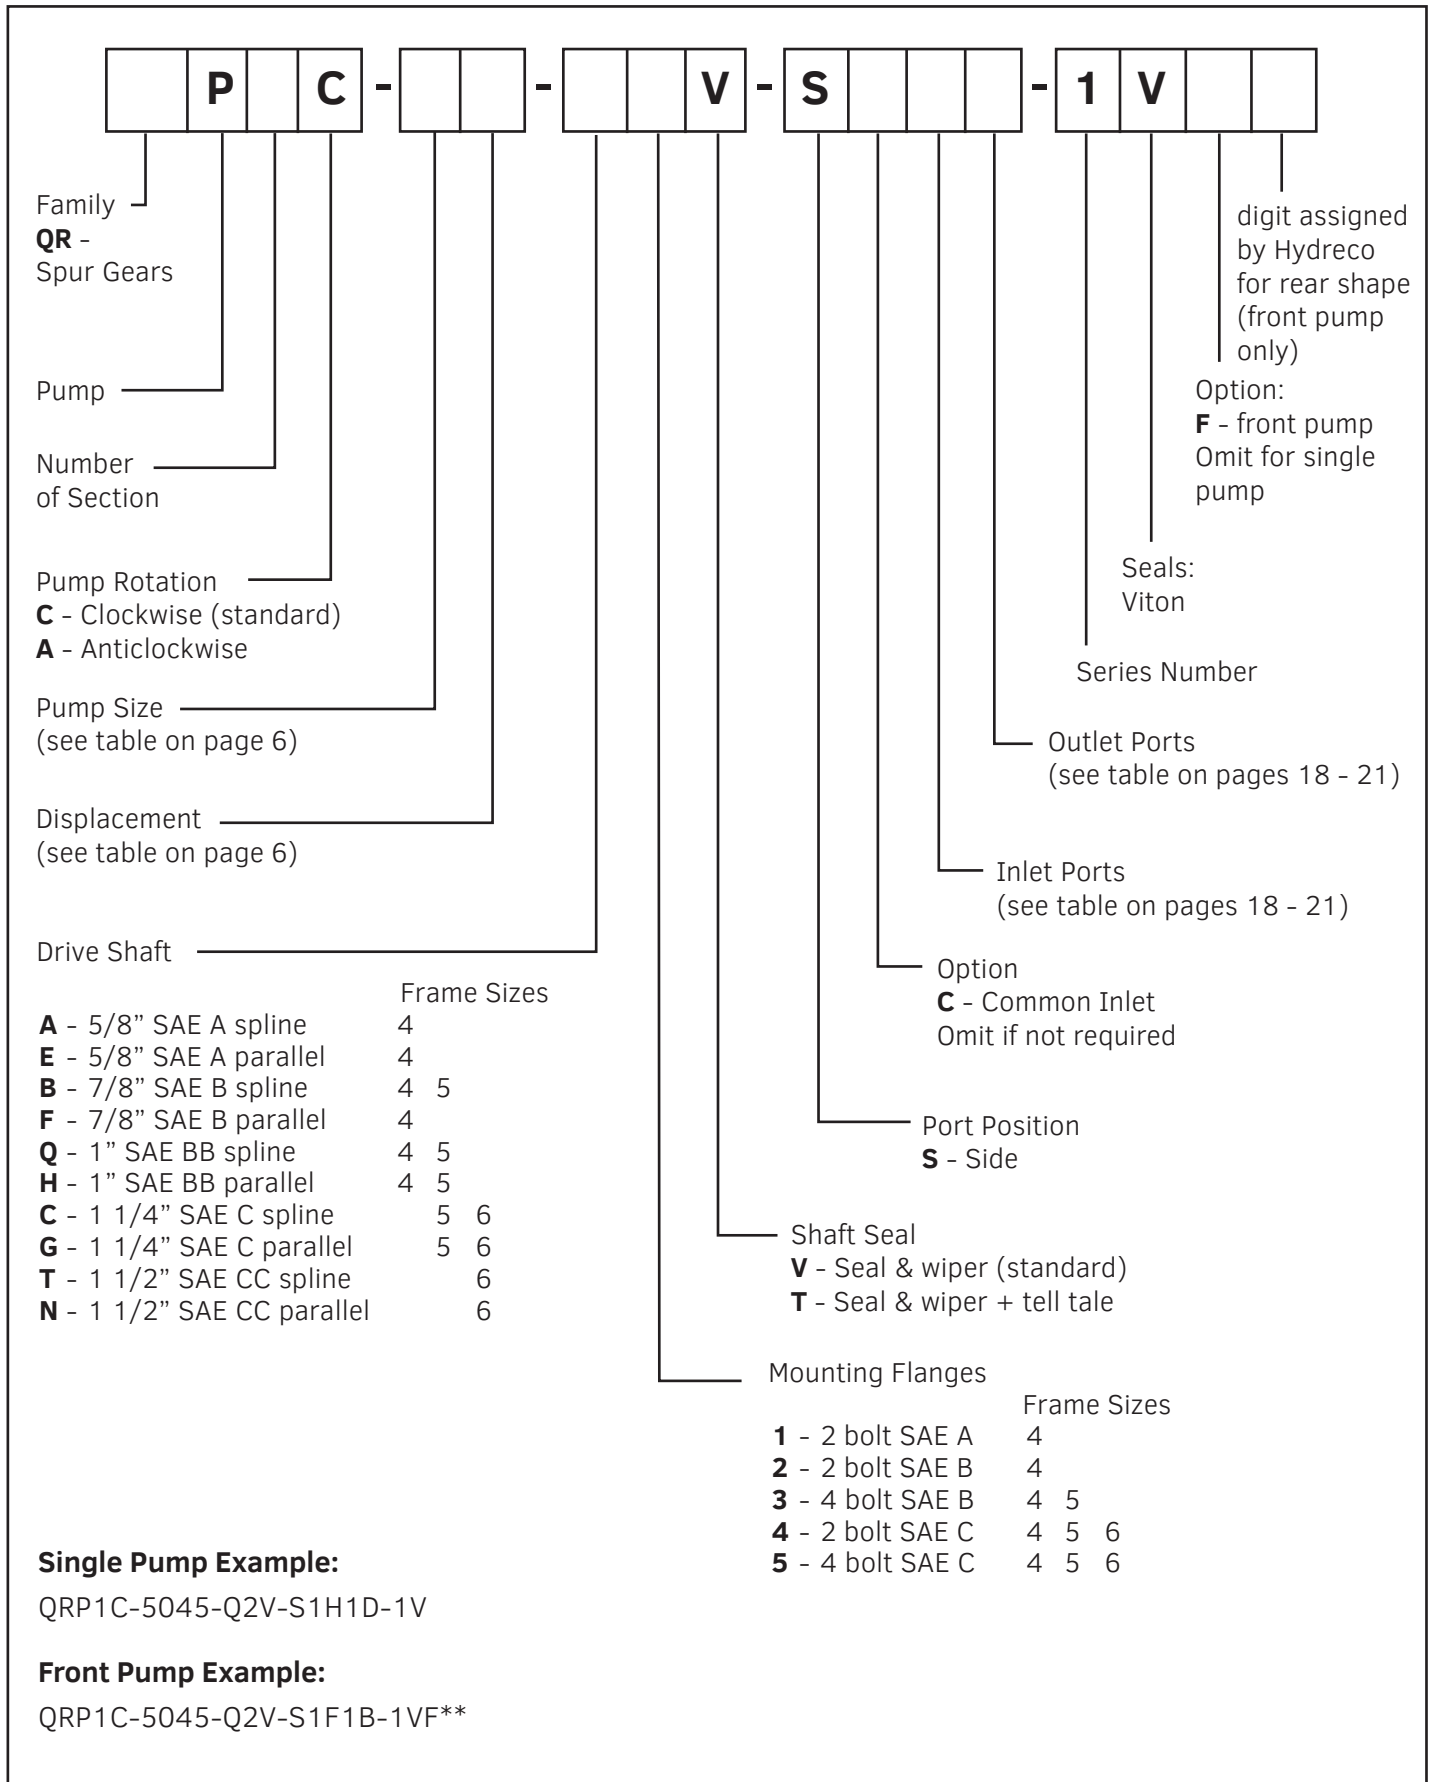 P C - - V - S - 1 V
Family
QR -
Spur Gears
Pump
Number
of Section
Pump Rotation
C - Clockwise (standard)
A - Anticlockwise
Pump Size
(see table on page 6)
Displacement
(see table on page 6)
Drive Shaft
Frame Sizes
A - 5/8” SAE A spline 4
E - 5/8” SAE A parallel 4
B - 7/8” SAE B spline 4 5
F - 7/8” SAE B parallel 4
Q - 1” SAE BB spline 4 5
H - 1” SAE BB parallel 4 5
C - 1 1/4” SAE C spline 5 6
G - 1 1/4” SAE C parallel 5 6
T - 1 1/2” SAE CC spline 6
N - 1 1/2” SAE CC parallel 6
digit assigned
by Hydreco
for rear shape
(front pump
only)
Option:
F - front pump
Omit for single
pump
Seals:
Viton
Series Number
Outlet Ports
(see table on pages 18 - 21)
Inlet Ports
(see table on pages 18 - 21)
Option
C - Common Inlet
Omit if not required
Port Position
S - Side
Shaft Seal
V - Seal & wiper (standard)
T - Seal & wiper + tell tale
Mounting Flanges
Frame Sizes
1 - 2 bolt SAE A 4
2 - 2 bolt SAE B 4
3 - 4 bolt SAE B 4 5
4 - 2 bolt SAE C 4 5 6
5 - 4 bolt SAE C 4 5 6
Single Pump Example:
QRP1C-5045-Q2V-S1H1D-1V
Front Pump Example:
QRP1C-5045-Q2V-S1F1B-1VF**